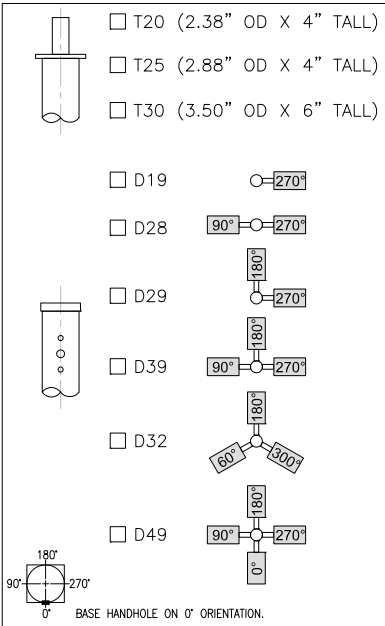 T20 (2.38” OD X 4” TALL)
T25 (2.88” OD X 4” TALL)
T30 (3.50” OD X 6” TALL)
D19
270°
D28
90°
270°
D29
180°
270°
D39
180°
90°
270°
D32
180°
60°
300°
D49
180°
90°
270°
0°
180°
90°
270°
0°
BASE HANDHOLE ON 0° ORIENTATION.